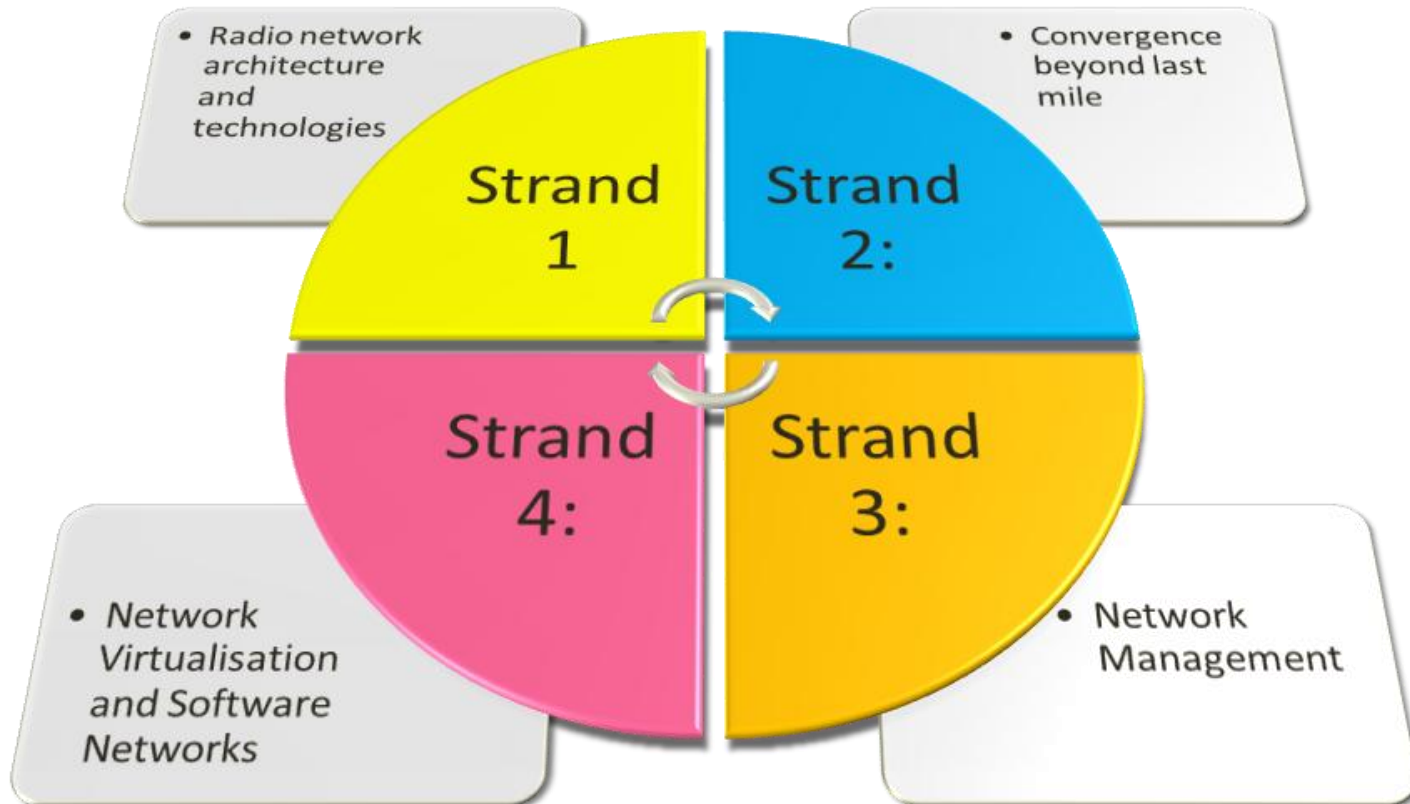 • Radio network
architecture
and
technologies
• Convergence
beyond last
mile
Strand
1
Strand
2:
Strand
4:
Strand
3:
• Network
Virtualisation
and Software
Networks
• Network
Management